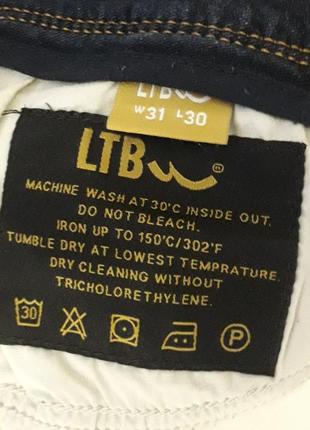 LTB
W31 L30
LTB
MACHINE WASH AT 30°C INSIDE OUT.
DO NOT BLEACH.
IRON UP TO 150°C/302°F
TUMBLE DRY AT LOWEST TEMPRATURE.
DRY CLEANING WITHOUT
TRICHOLORETHYLENE.
30 P